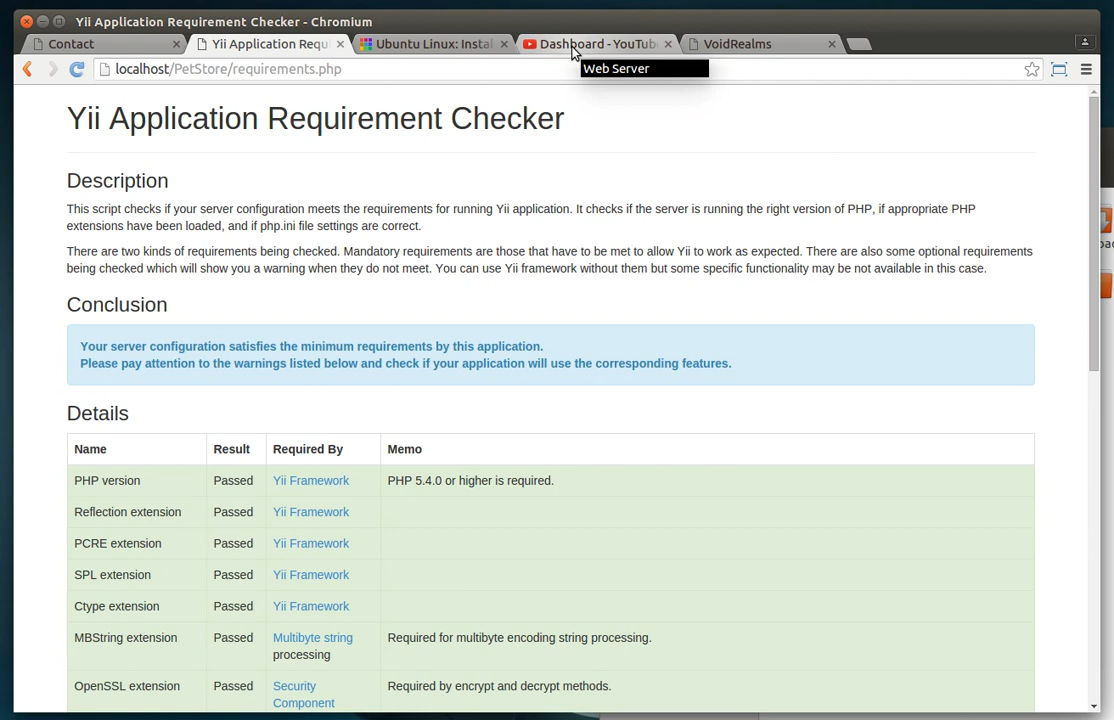 Yii Application Requirement Checker - Chromium
Contact
Yii Application Requi
Ubuntu Linux: Instal
Dashboard - YouTub
VoidRealms
localhost/PetStore/requirements.php
Web Server
Yii Application Requirement Checker
Description
This script checks if your server configuration meets the requirements for running Yii application. It checks if the server is running the right version of PHP, if appropriate PHP
extensions have been loaded, and if php.ini file settings are correct.
There are two kinds of requirements being checked. Mandatory requirements are those that have to be met to allow Yii to work as expected. There are also some optional requirements
being checked which will show you a warning when they do not meet. You can use Yii framework without them but some specific functionality may be not available in this case.
Conclusion
Your server configuration satisfies the minimum requirements by this application.
Please pay attention to the warnings listed below and check if your application will use the corresponding features.
Details
Name Result Required By Memo
PHP version Passed Yii Framework PHP 5.4.0 or higher is required.
Reflection extension Passed Yii Framework
PCRE extension Passed Yii Framework
SPL extension Passed Yii Framework
Ctype extension Passed Yii Framework
MBString extension Passed Multibyte string Required for multibyte encoding string processing.
processing
OpenSSL extension Passed Security Required by encrypt and decrypt methods.
Component